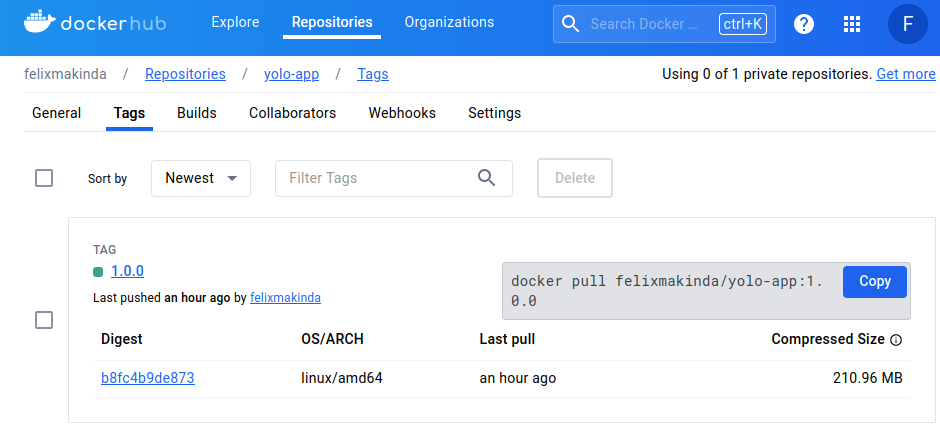 dockerhub Explore Repositories Organizations Search Docker ... ctrl+K ? F
felixmakinda / Repositories / yolo-app / Tags Using 0 of 1 private repositories. Get more
General Tags Builds Collaborators Webhooks Settings
Sort by Newest Filter Tags Delete
TAG
1.0.0
Last pushed an hour ago by felixmakinda
docker pull felixmakinda/yolo-app:1.
0.0
Copy
Digest OS/ARCH Last pull Compressed Size
b8fc4b9de873 linux/amd64 an hour ago 210.96 MB